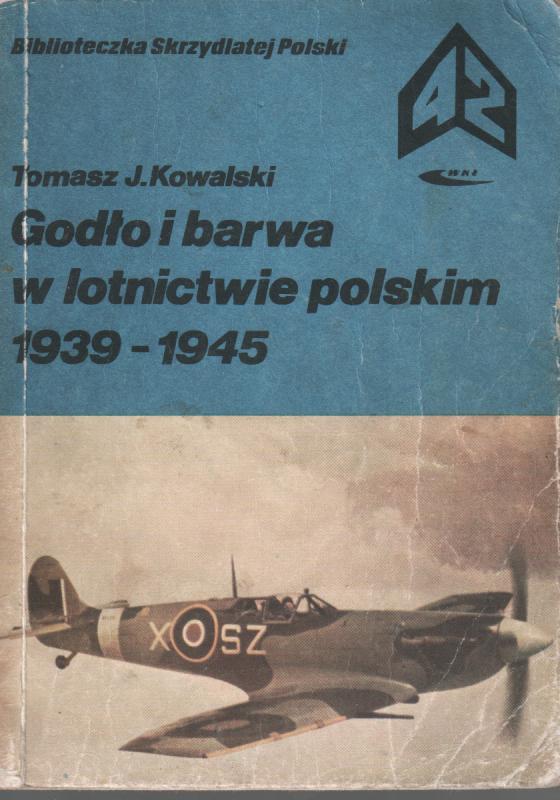 Biblioteczka Skrzydlatej Polski
42
WKŁ
Tomasz J. Kowalski
Godło i barwa
w lotnictwie polskim
1939-1945
X SZ